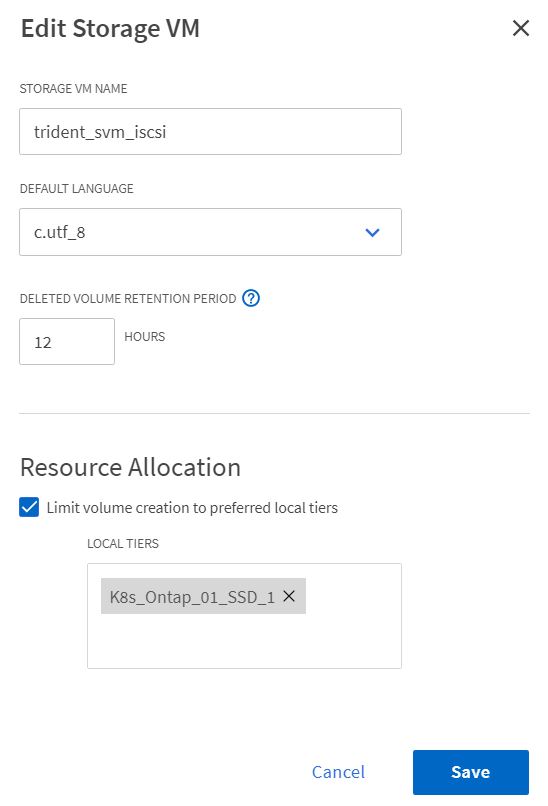 Edit Storage VM
STORAGE VM NAME
trident_svm_iscsi
DEFAULT LANGUAGE
c.utf_8
DELETED VOLUME RETENTION PERIOD ?
12 HOURS
Resource Allocation
Limit volume creation to preferred local tiers
LOCAL TIERS
K8s_Ontap_01_SSD_1
Cancel Save